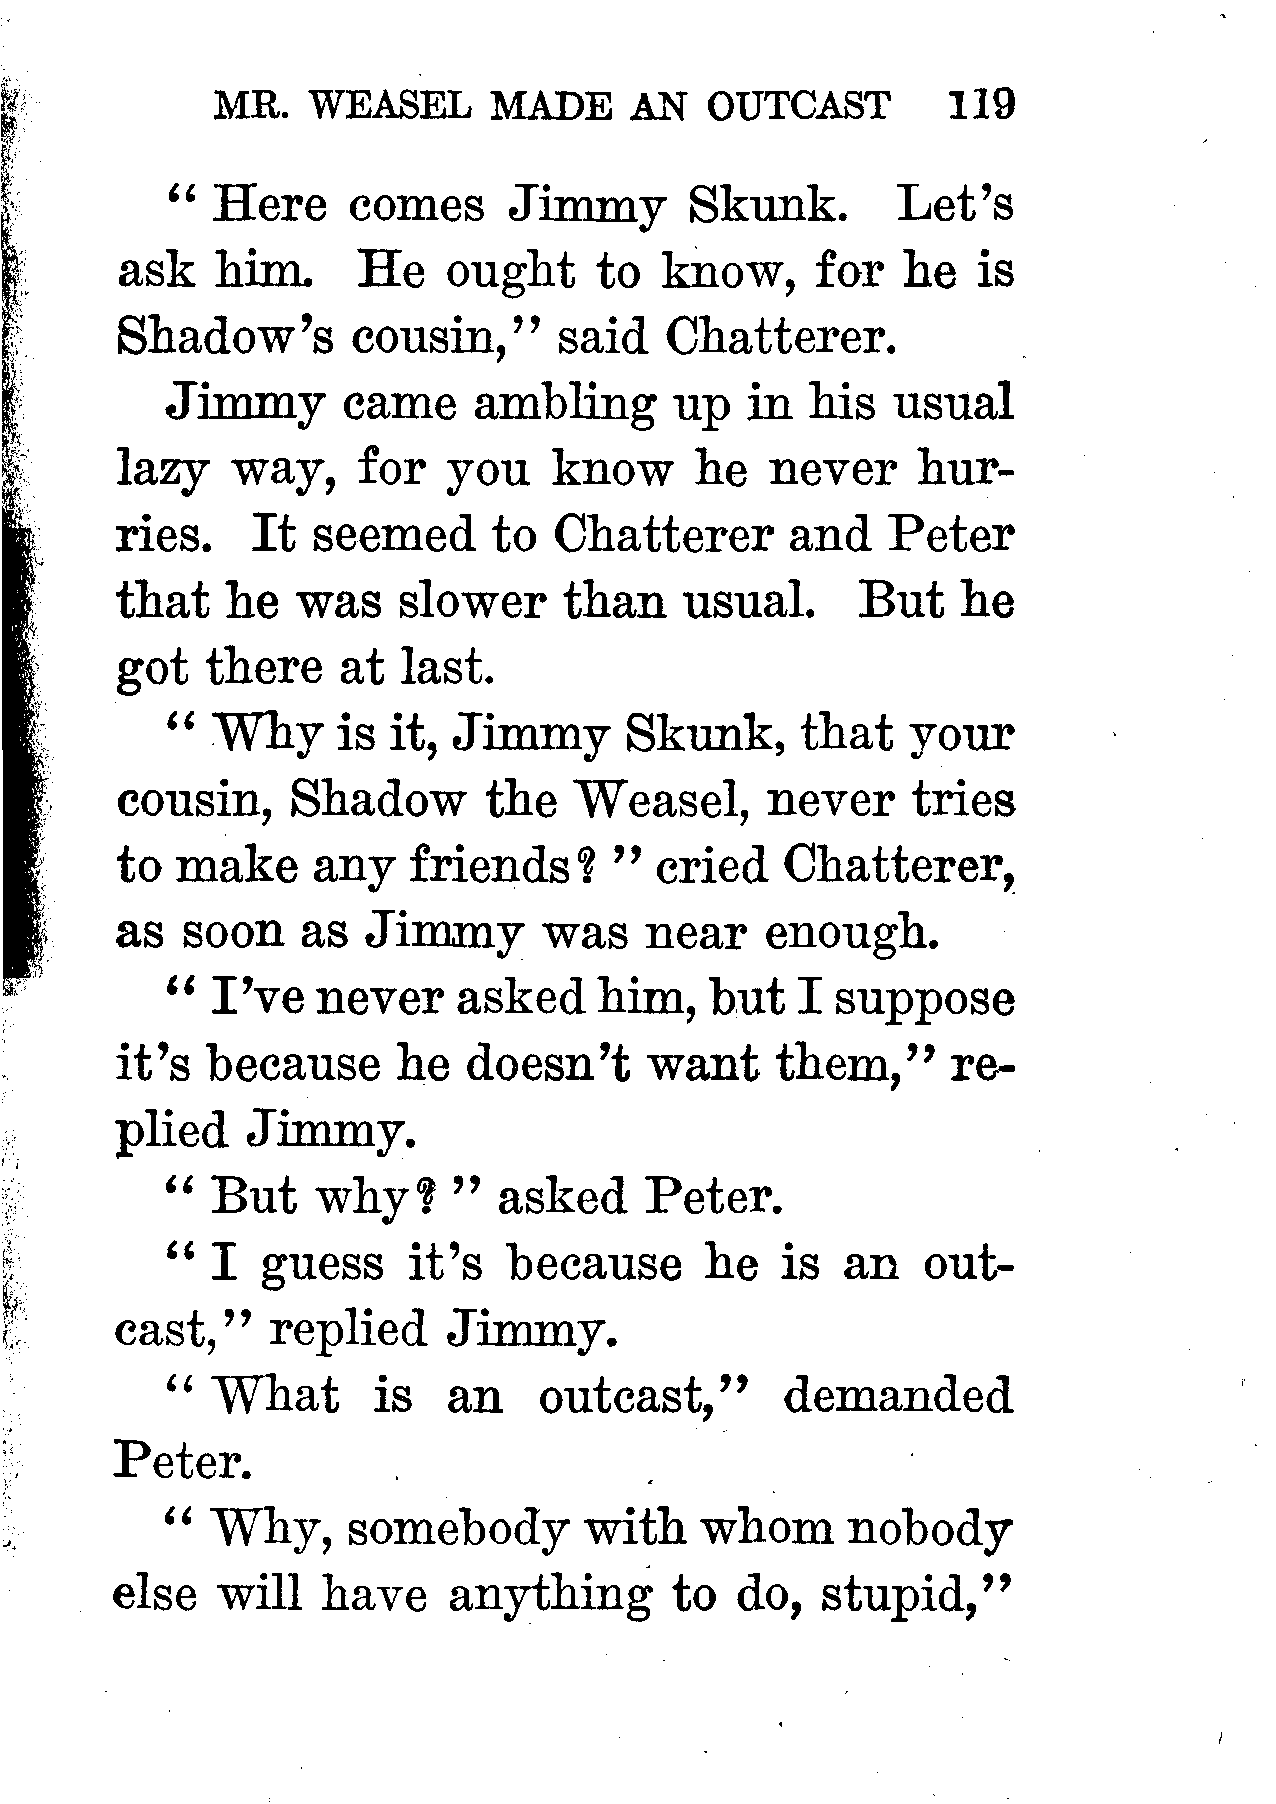 MR. WEASEL MADE AN OUTCAST 119
“ Here comes Jimmy Skunk. Let’s
ask him. He ought to know, for he is
Shadow’s cousin,” said Chatterer.
Jimmy came ambling up in his usual
lazy way, for you know he never hur-
ries. It seemed to Chatterer and Peter
that he was slower than usual. But he
got there at last.
“ Why is it, Jimmy Skunk, that your
cousin, Shadow the Weasel, never tries
to make any friends? ” cried Chatterer,
as soon as Jimmy was near enough.
“ I’ve never asked him, but I suppose
it’s because he doesn’t want them,” re-
plied Jimmy.
“ But why? ” asked Peter.
“ I guess it’s because he is an out-
cast,” replied Jimmy.
“ What is an outcast,” demanded
Peter.
“ Why, somebody with whom nobody
else will have anything to do, stupid,”